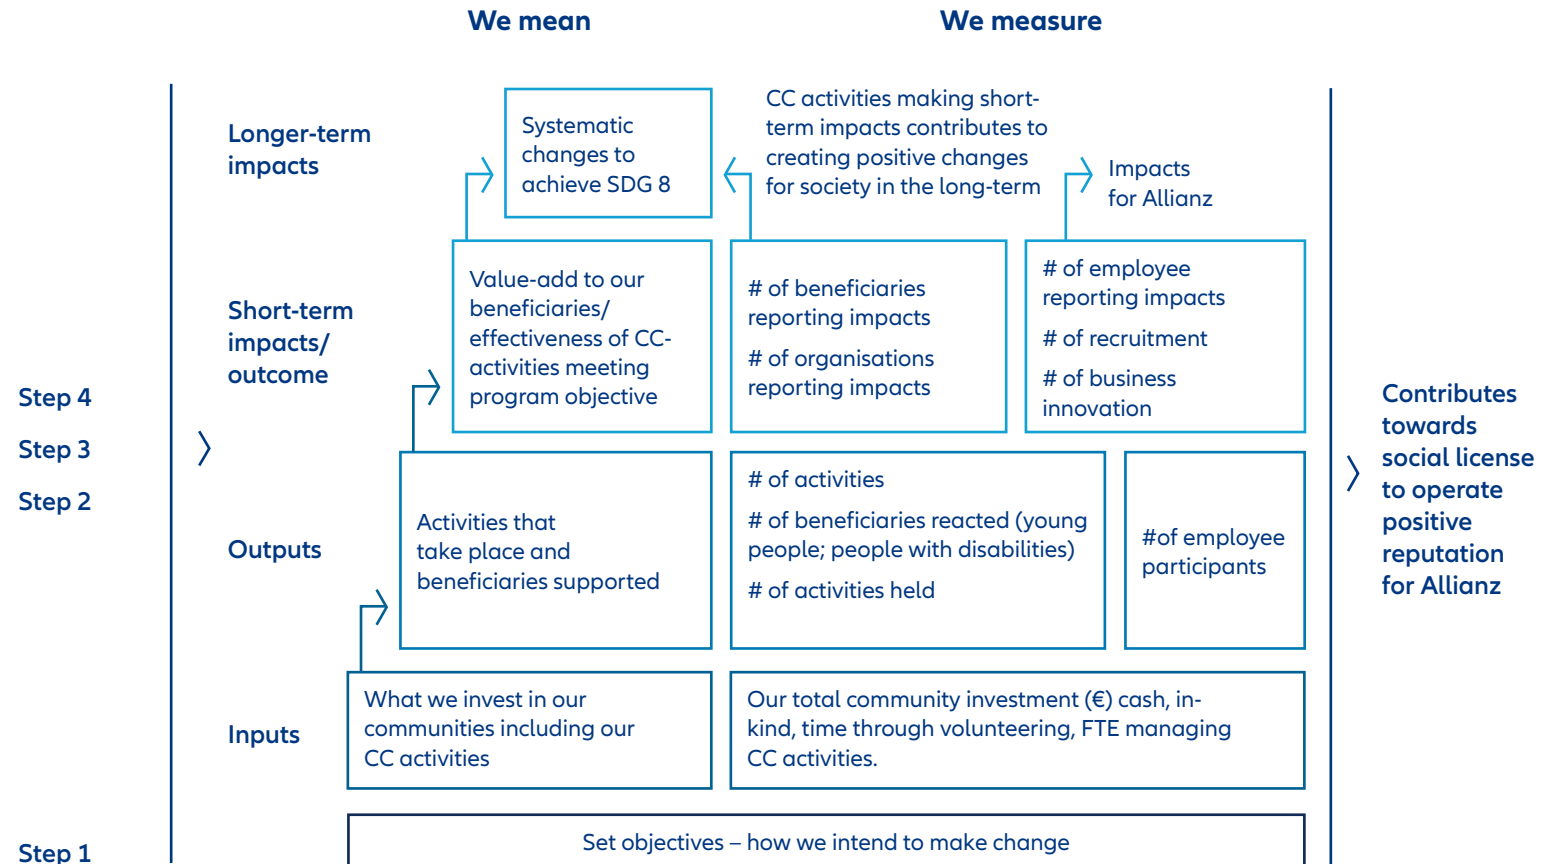 We mean
We measure
Longer-term
impacts
Systematic
changes to
achieve SDG 8
CC activities making short-
term impacts contributes to
creating positive changes
for society in the long-term
Impacts
for Allianz
Short-term
impacts/
outcome
Value-add to our
beneficiaries/
effectiveness of CC-
activities meeting
program objective
# of beneficiaries
reporting impacts
# of organisations
reporting impacts
# of employee
reporting impacts
# of recruitment
# of business
innovation
Step 4
Step 3
Step 2
Outputs
Activities that
take place and
beneficiaries supported
# of activities
# of beneficiaries reacted (young
people; people with disabilities)
# of activities held
#of employee
participants
Contributes
towards
social license
to operate
positive
reputation
for Allianz
Inputs
What we invest in our
communities including our
CC activities
Our total community investment (€) cash, in-
kind, time through volunteering, FTE managing
CC activities.
Step 1
Set objectives – how we intend to make change